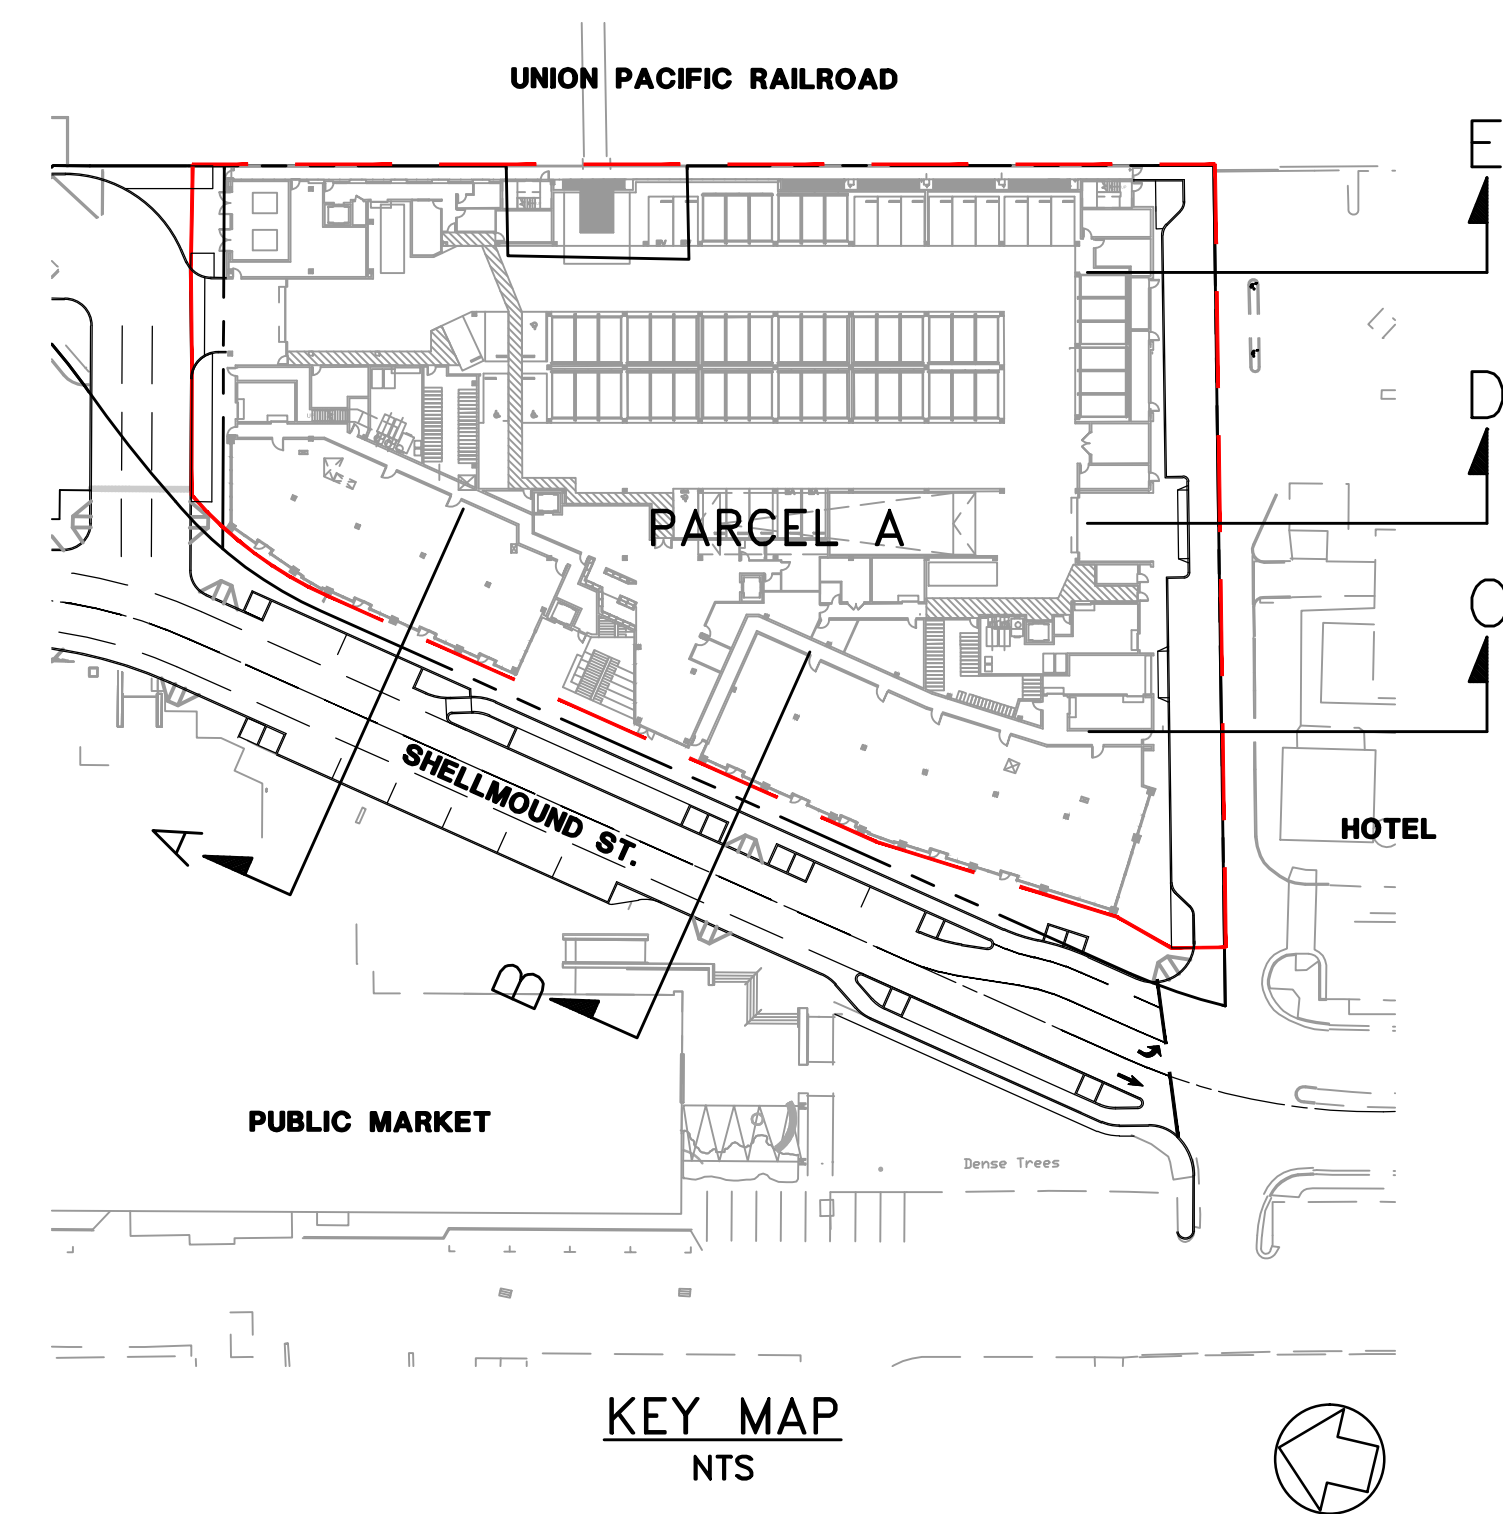 UNION PACIFIC RAILROAD
E
D
PARCEL A
C
SHELLMOUND ST.
HOTEL
A
B
PUBLIC MARKET
Dense Trees
KEY MAP
NTS